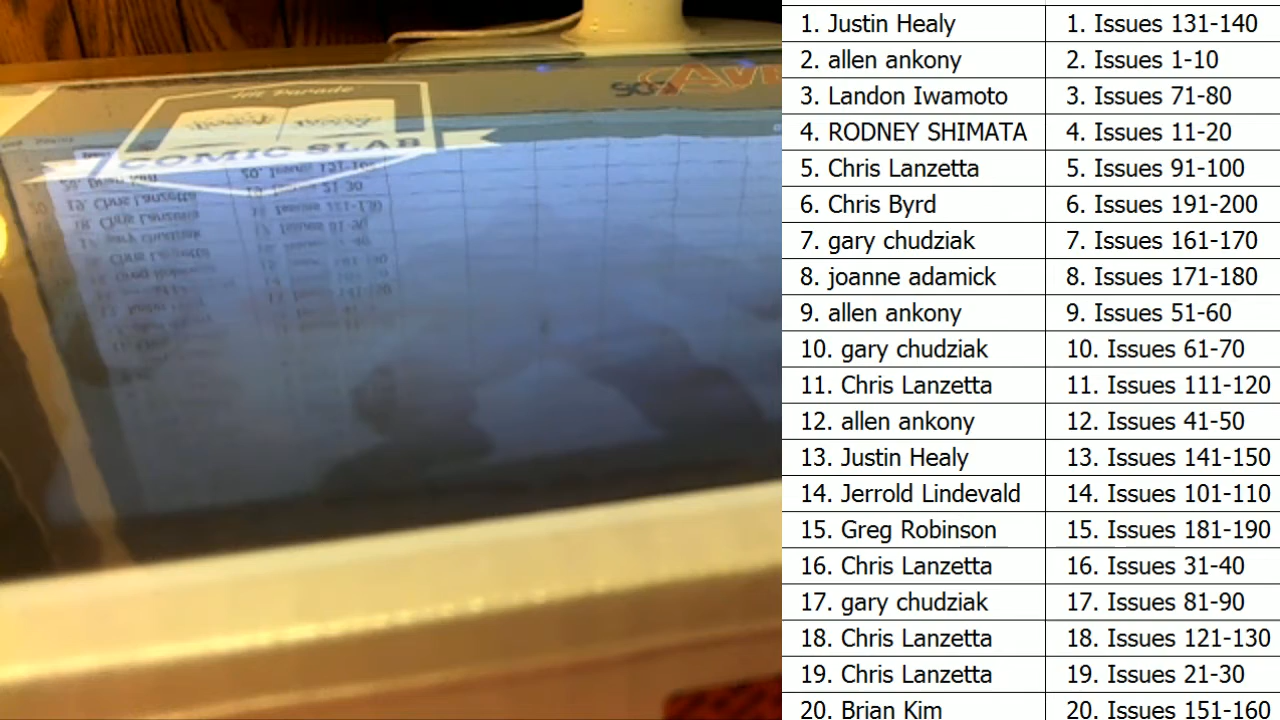 Hit Parade
COMIC SLAB
1. Justin Healy 1. Issues 131-140
2. allen ankony 2. Issues 1-10
3. Landon Iwamoto 3. Issues 71-80
4. RODNEY SHIMATA 4. Issues 11-20
5. Chris Lanzetta 5. Issues 91-100
6. Chris Byrd 6. Issues 191-200
7. gary chudziak 7. Issues 161-170
8. joanne adamick 8. Issues 171-180
9. allen ankony 9. Issues 51-60
10. gary chudziak 10. Issues 61-70
11. Chris Lanzetta 11. Issues 111-120
12. allen ankony 12. Issues 41-50
13. Justin Healy 13. Issues 141-150
14. Jerrold Lindevald 14. Issues 101-110
15. Greg Robinson 15. Issues 181-190
16. Chris Lanzetta 16. Issues 31-40
17. gary chudziak 17. Issues 81-90
18. Chris Lanzetta 18. Issues 121-130
19. Chris Lanzetta 19. Issues 21-30
20. Brian Kim 20. Issues 151-160